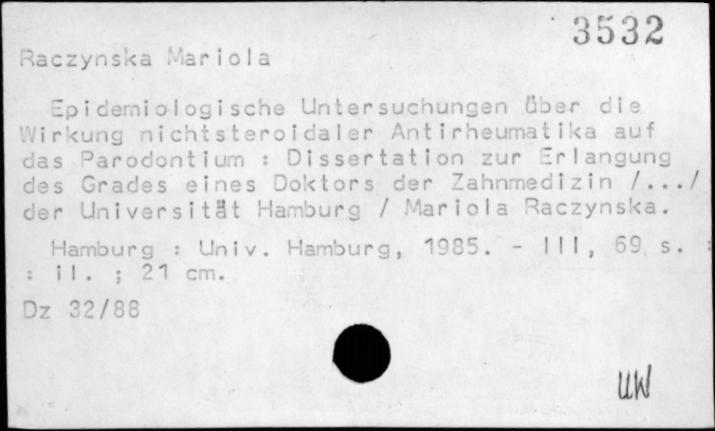 3532
Raczynska Mariola
Epidemiologische Untersuchungen über die
Wirkung nichtsteroidaler Antirheumatika auf
das Parodontium : Dissertation zur Erlangung
des Grades eines Doktors der Zahnmedizin /.../
der Universität Hamburg / Mariola Raczynska.
Hamburg : Univ. Hamburg, 1985. - III, 69 s. :
: il. ; 21 cm.
Dz 32/88
UW